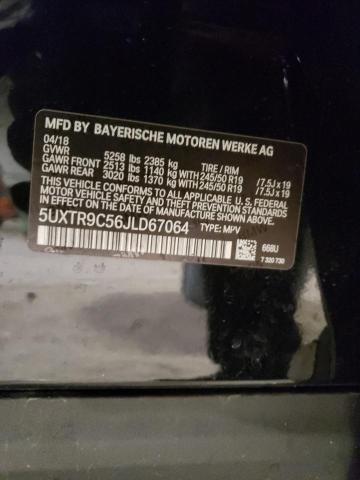 MFD BY BAYERISCHE MOTOREN WERKE AG
04/18
GVWR 5258 lbs 2385 kg TIRE / RIM
GAWR FRONT 2513 lbs 1140 kg WITH 245/50 R19 / 7.5J x 19
GAWR REAR 3020 lbs 1370 kg WITH 245/50 R19 / 7.5J x 19
THIS VEHICLE CONFORMS TO ALL APPLICABLE U.S. FEDERAL
MOTOR VEHICLE SAFETY STANDARDS IN EFFECT ON THE
DATE OF MANUFACTURE SHOWN ABOVE.
5UXTR9C56JLD67064 TYPE: MPV
668U
7 320 730